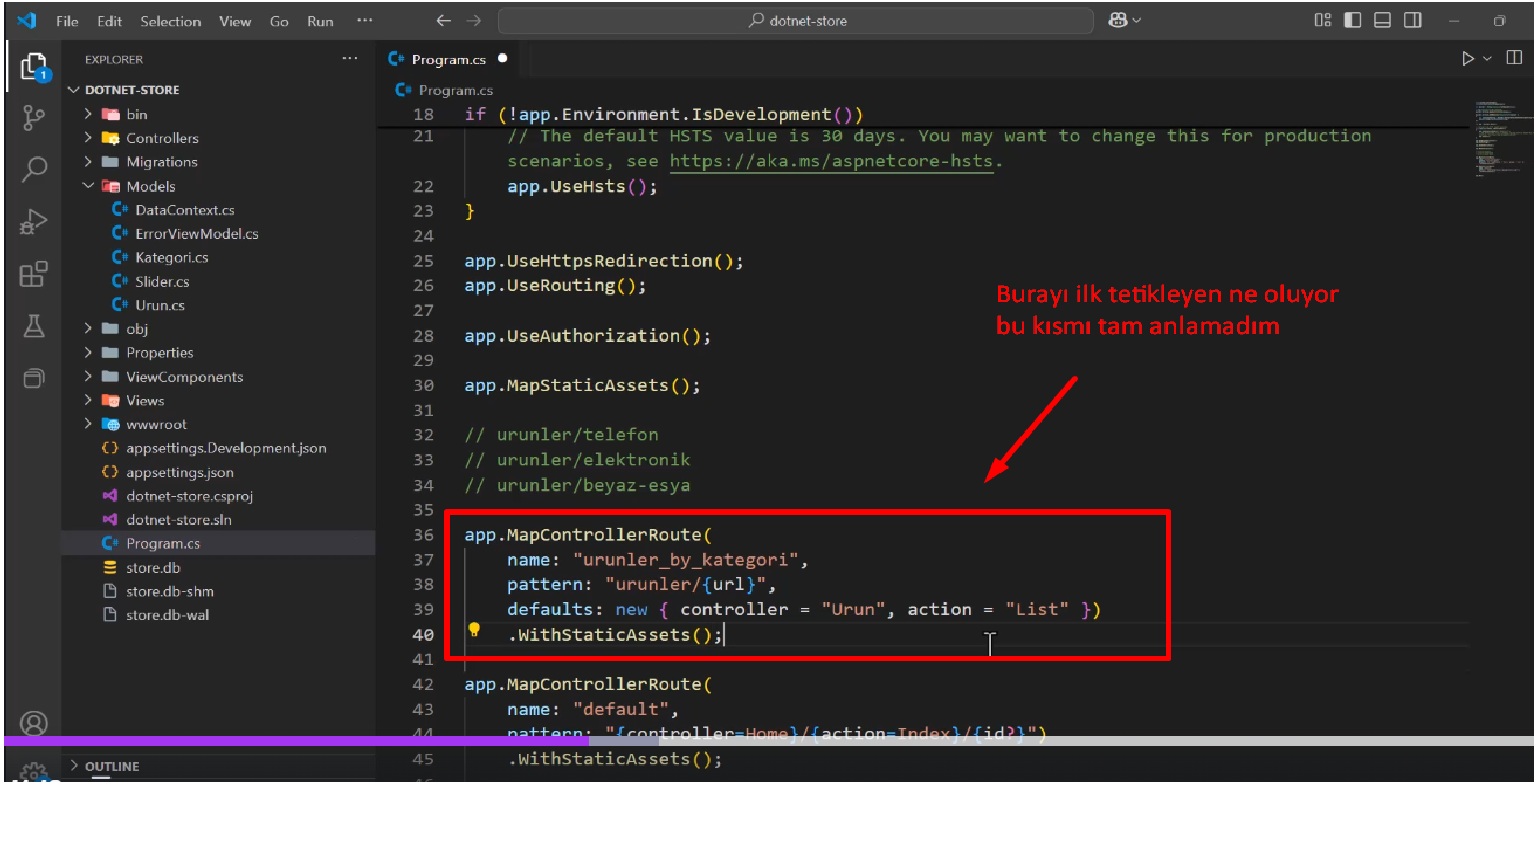 File Edit Selection View Go Run ···
dotnet-store
EXPLORER ···
1
DOTNET-STORE
bin
Controllers
Migrations
Models
DataContext.cs
ErrorViewModel.cs
Kategori.cs
Slider.cs
Urun.cs
obj
Properties
ViewComponents
Views
wwwroot
appsettings.Development.json
appsettings.json
dotnet-store.csproj
dotnet-store.sln
Program.cs
store.db
store.db-shm
store.db-wal
OUTLINE
Program.cs
Program.cs
18 if (!app.Environment.IsDevelopment())
21 // The default HSTS value is 30 days. You may want to change this for production
scenarios, see https://aka.ms/aspnetcore-hsts.
22 app.UseHsts();
23 }
24
25 app.UseHttpsRedirection();
26 app.UseRouting();
27
28 app.UseAuthorization();
29
30 app.MapStaticAssets();
31
32 // urunler/telefon
33 // urunler/elektronik
34 // urunler/beyaz-esya
35
36 app.MapControllerRoute(
37 name: "urunler_by_kategori",
38 pattern: "urunler/{url}",
39 defaults: new { controller = "Urun", action = "List" })
40 .WithStaticAssets();
41
42 app.MapControllerRoute(
43 name: "default",
44 pattern: "{controller=Home}/{action=Index}/{id?}")
45 .WithStaticAssets();
Burayı ilk tetikleyen ne oluyor
bu kısmı tam anlamadım